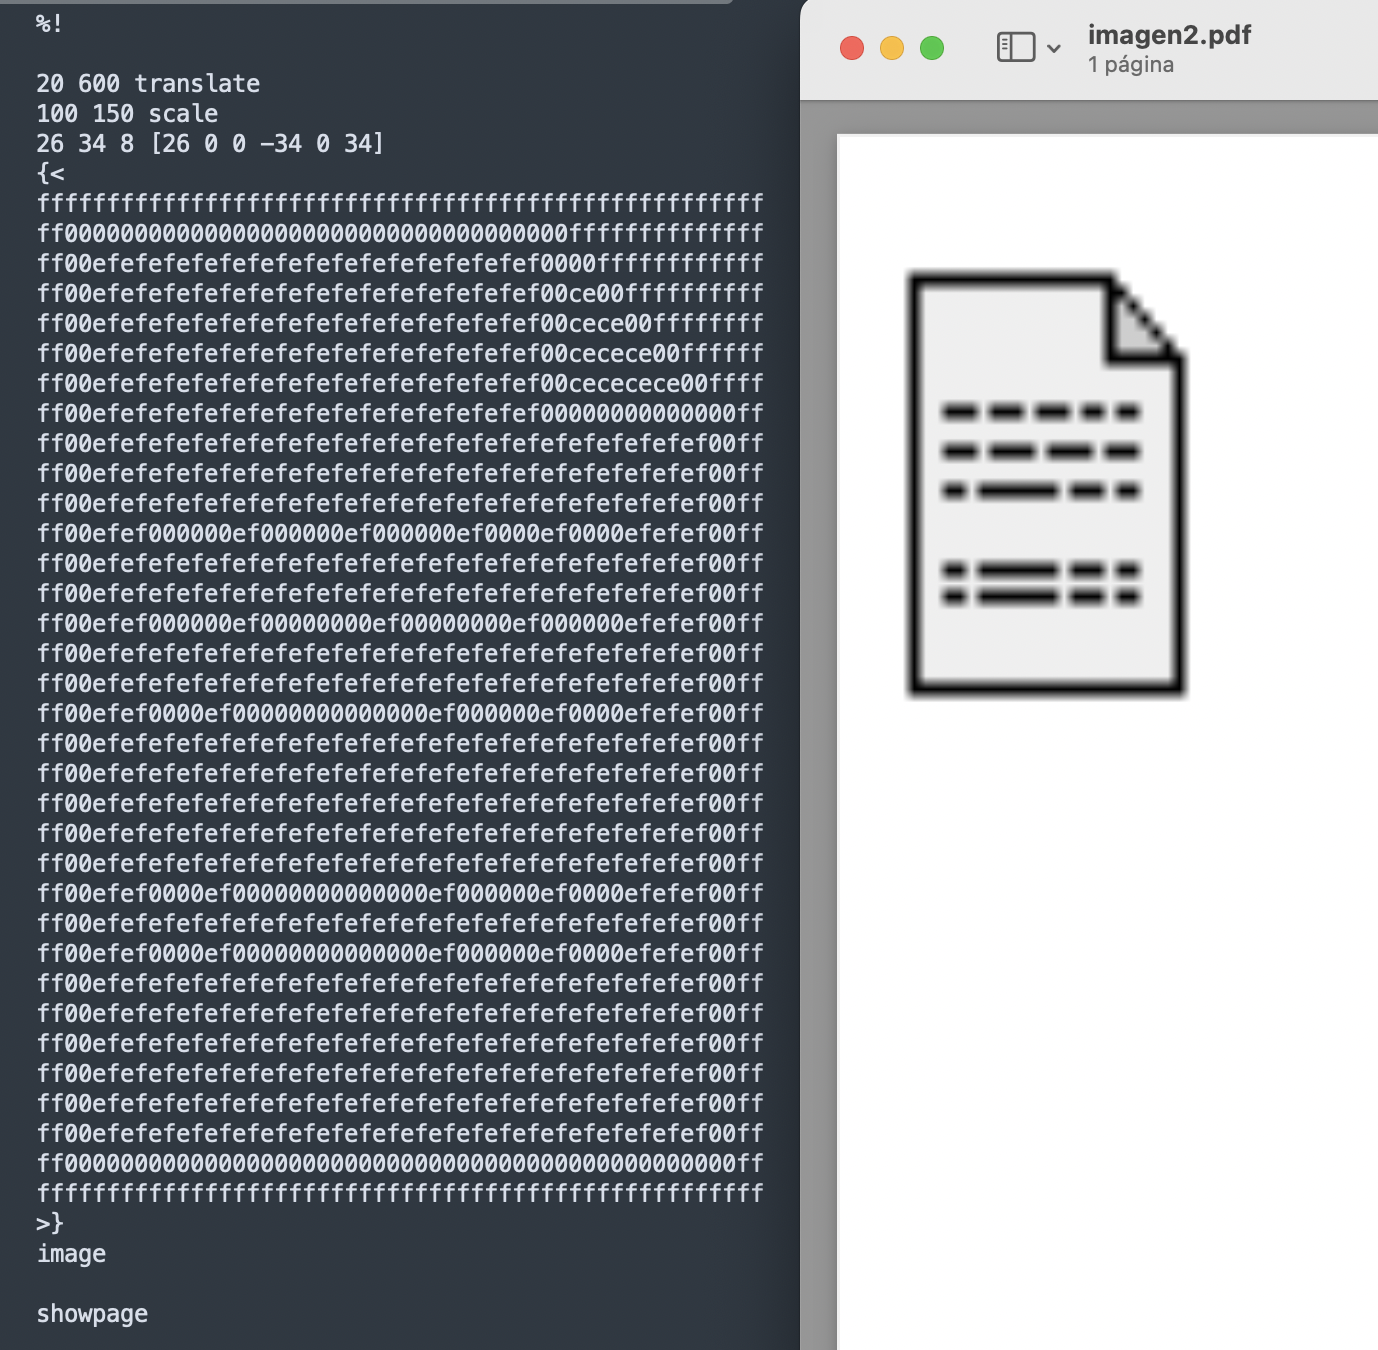 %!
20 600 translate
100 150 scale
26 34 8 [26 0 0 −34 0 34]
{<
ffffffffffffffffffffffffffffffffffffffffffffffffffff
ff000000000000000000000000000000000000ffffffffffffff
ff00efefefefefefefefefefefefefefefef0000ffffffffffff
ff00efefefefefefefefefefefefefefefef00ce00ffffffffff
ff00efefefefefefefefefefefefefefefef00cece00ffffffff
ff00efefefefefefefefefefefefefefefef00cecece00ffffff
ff00efefefefefefefefefefefefefefefef00cececece00ffff
ff00efefefefefefefefefefefefefefefef00000000000000ff
ff00efefefefefefefefefefefefefefefefefefefefefef00ff
ff00efefefefefefefefefefefefefefefefefefefefefef00ff
ff00efefefefefefefefefefefefefefefefefefefefefef00ff
ff00efef000000ef000000ef000000ef0000ef0000efefef00ff
ff00efefefefefefefefefefefefefefefefefefefefefef00ff
ff00efefefefefefefefefefefefefefefefefefefefefef00ff
ff00efef000000ef00000000ef00000000ef000000efefef00ff
ff00efefefefefefefefefefefefefefefefefefefefefef00ff
ff00efefefefefefefefefefefefefefefefefefefefefef00ff
ff00efef0000ef00000000000000ef000000ef0000efefef00ff
ff00efefefefefefefefefefefefefefefefefefefefefef00ff
ff00efefefefefefefefefefefefefefefefefefefefefef00ff
ff00efefefefefefefefefefefefefefefefefefefefefef00ff
ff00efefefefefefefefefefefefefefefefefefefefefef00ff
ff00efefefefefefefefefefefefefefefefefefefefefef00ff
ff00efef0000ef00000000000000ef000000ef0000efefef00ff
ff00efefefefefefefefefefefefefefefefefefefefefef00ff
ff00efef0000ef00000000000000ef000000ef0000efefef00ff
ff00efefefefefefefefefefefefefefefefefefefefefef00ff
ff00efefefefefefefefefefefefefefefefefefefefefef00ff
ff00efefefefefefefefefefefefefefefefefefefefefef00ff
ff00efefefefefefefefefefefefefefefefefefefefefef00ff
ff00efefefefefefefefefefefefefefefefefefefefefef00ff
ff00efefefefefefefefefefefefefefefefefefefefefef00ff
ff000000000000000000000000000000000000000000000000ff
ffffffffffffffffffffffffffffffffffffffffffffffffffff
>}
image
showpage
imagen2.pdf
1 página